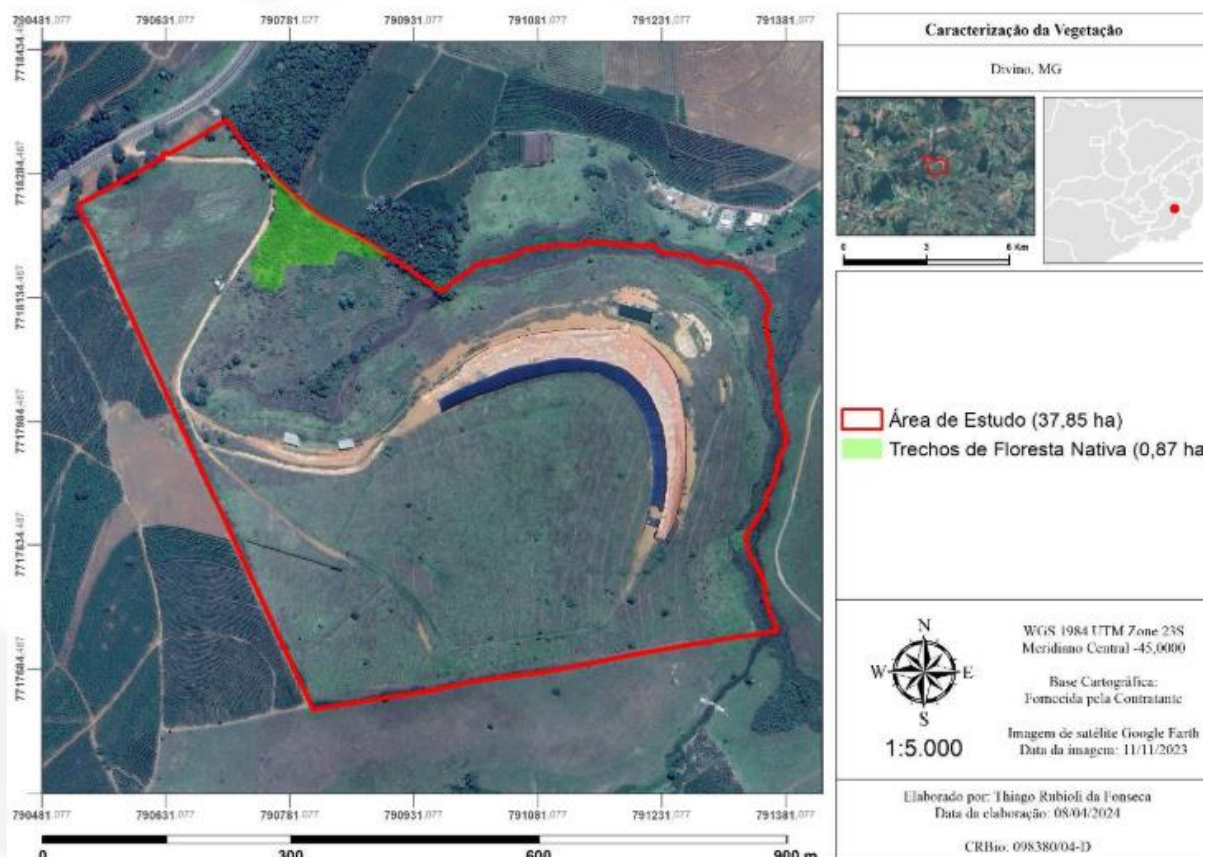 790481,077 790631,077 790781,077 790931,077 791081,077 791231,077 791381,077
7718434,487
7718284,487
7718134,487
7717984,487
7717834,487
7717684,487
790481,077 790631,077 790781,077 790931,077 791081,077 791231,077 791381,077
0 300 600 900 m
Caracterização da Vegetação
Divino, MG
0 3 6 Km
Área de Estudo (37,85 ha)
Trechos de Floresta Nativa (0,87 ha
N
W E
S
1:5.000
WGS 1984 UTM Zone 23S
Meridiano Central -45,0000
Base Cartográfica:
Fornecida pela Contratante
Imagem de satélite Google Earth
Data da imagem: 11/11/2023
Elaborado por: Thiago Rubioli da Fonseca
Data da elaboração: 08/04/2024
CRBio: 098380/04-D